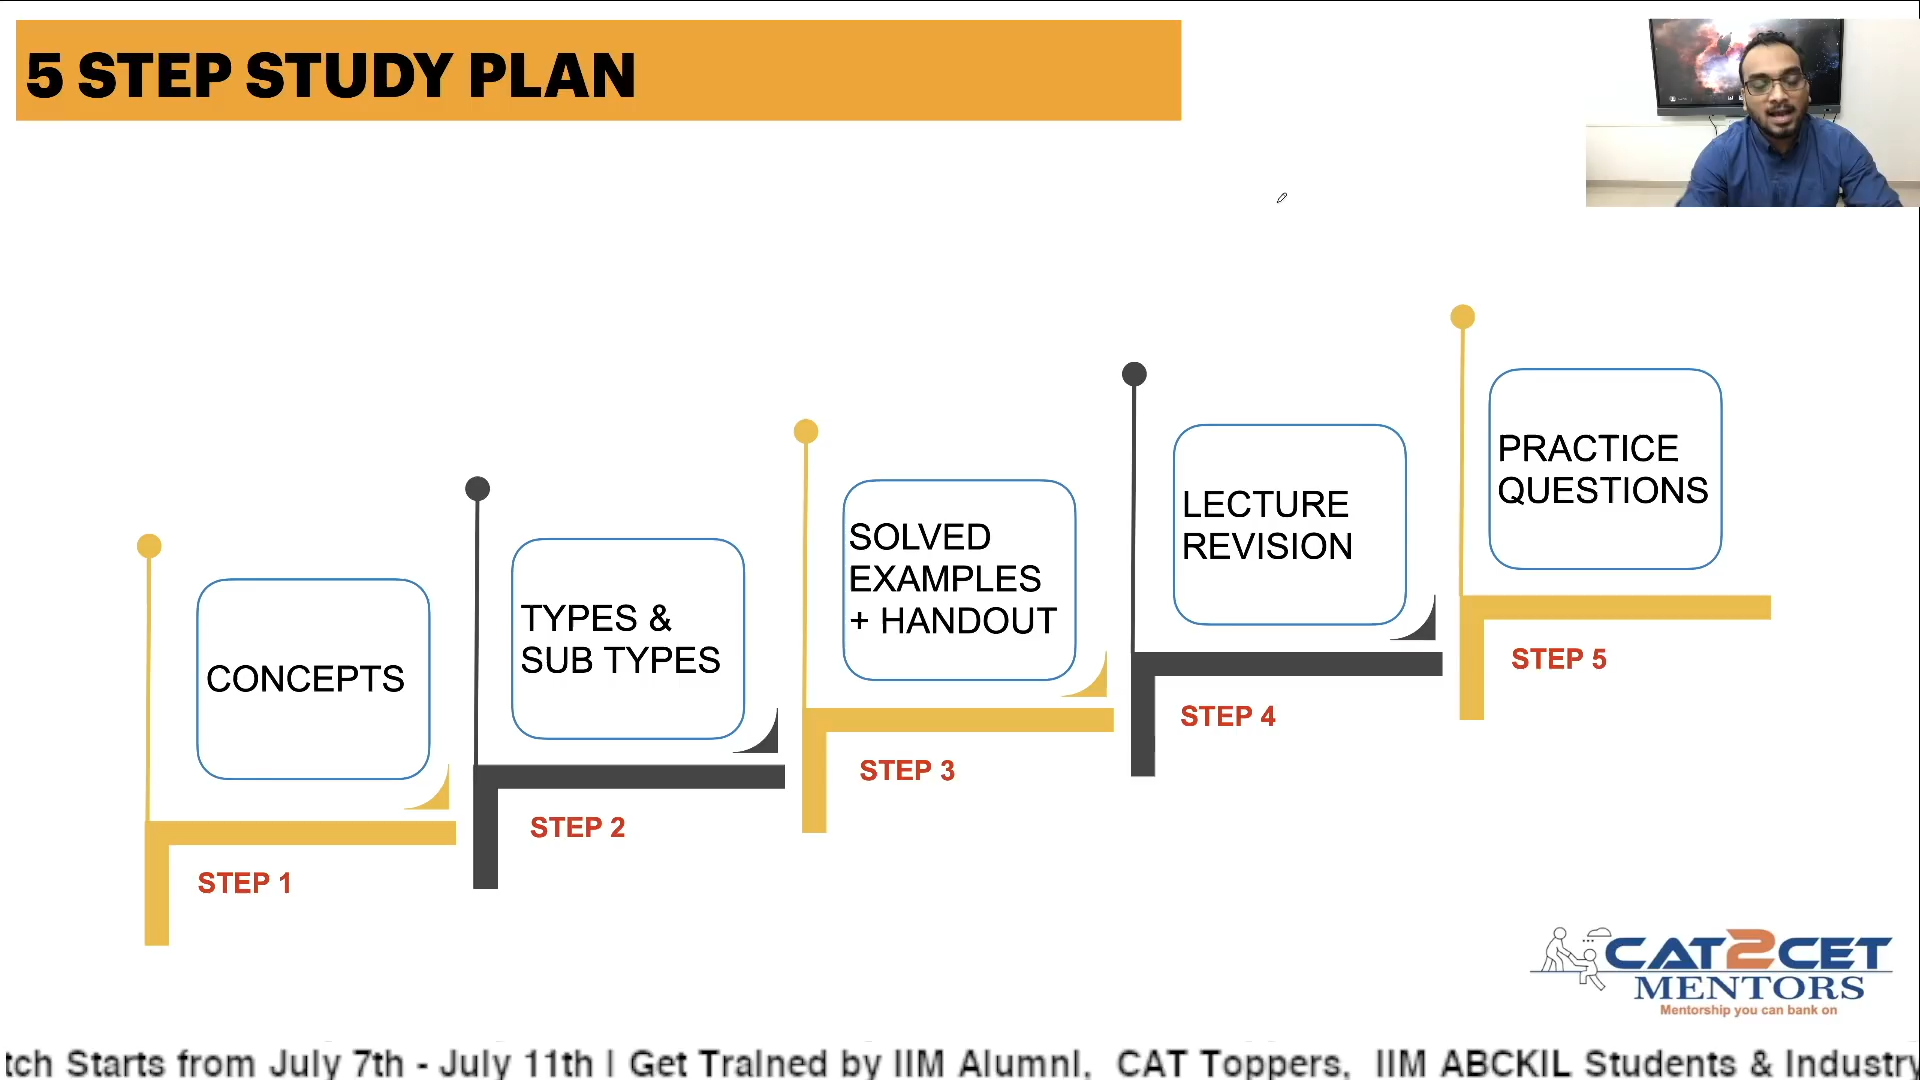 5 STEP STUDY PLAN
CONCEPTS
STEP 1
TYPES &
SUB TYPES
STEP 2
SOLVED
EXAMPLES
+ HANDOUT
STEP 3
LECTURE
REVISION
STEP 4
PRACTICE
QUESTIONS
STEP 5
CAT2CET
MENTORS
Mentorship you can bank on
tch Starts from July 7th - July 11th | Get Tralned by IIM Alumnl, CAT Toppers, IIM ABCKIL Students & Industry